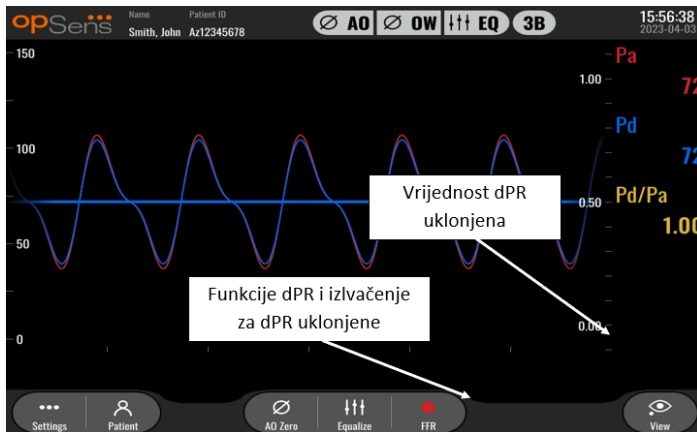 opSens
Name
Patient ID
Smith, John
Az12345678
AO
OW
EQ
3B
15:56:38
2023-04-03
150
100
50
0
1.00
0.50
0.00
Pa
72
Pd
72
Pd/Pa
1.00
Vrijednost dPR
uklonjena
Funkcije dPR i izlvačenje
za dPR uklonjene
Settings
Patient
AO Zero
Equalize
FFR
View